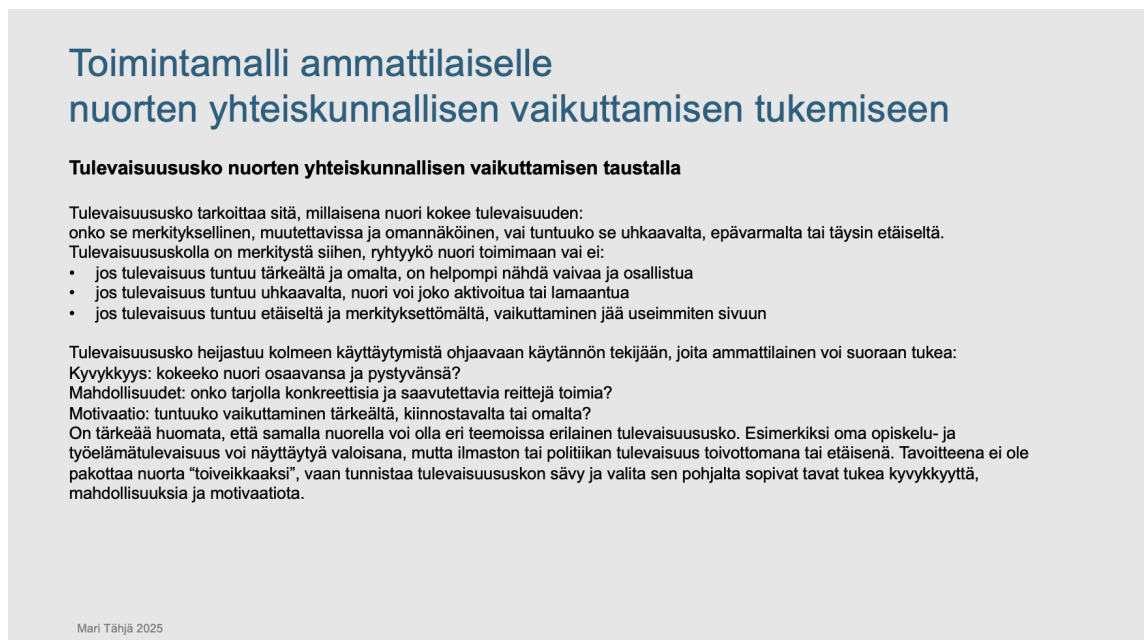 Toimintamalli ammattilaiselle
nuorten yhteiskunnallisen vaikuttamisen tukemiseen
Tulevaisuususko nuorten yhteiskunnallisen vaikuttamisen taustalla
Tulevaisuususko tarkoittaa sitä, millaisena nuori kokee tulevaisuuden:
onko se merkityksellinen, muutettavissa ja omannäköinen, vai tuntuuko se uhkaavalta, epävarmalta tai täysin etäiseltä.
Tulevaisuususkolla on merkitystä siihen, ryhtyykö nuori toimimaan vai ei:
• jos tulevaisuus tuntuu tärkeältä ja omalta, on helpompi nähdä vaivaa ja osallistua
• jos tulevaisuus tuntuu uhkaavalta, nuori voi joko aktivoitua tai lamaantua
• jos tulevaisuus tuntuu etäiseltä ja merkityksettömältä, vaikuttaminen jää useimmiten sivuun
Tulevaisuususko heijastuu kolmeen käyttäytymistä ohjaavaan käytännön tekijään, joita ammattilainen voi suoraan tukea:
Kyvykkyys: kokeeko nuori osaavansa ja pystyvänsä?
Mahdollisuudet: onko tarjolla konkreettisia ja saavutettavia reittejä toimia?
Motivaatio: tuntuuko vaikuttaminen tärkeältä, kiinnostavalta tai omalta?
On tärkeää huomata, että samalla nuorella voi olla eri teemoissa erilainen tulevaisuususko. Esimerkiksi oma opiskelu- ja
työelämätulevaisuus voi näyttäytyä valoisana, mutta ilmaston tai politiikan tulevaisuus toivottomana tai etäisenä. Tavoitteena ei ole
pakottaa nuorta “toiveikkaaksi”, vaan tunnistaa tulevaisuususkon sävy ja valita sen pohjalta sopivat tavat tukea kyvykkyyttä,
mahdollisuuksia ja motivaatiota.
Mari Tähjä 2025